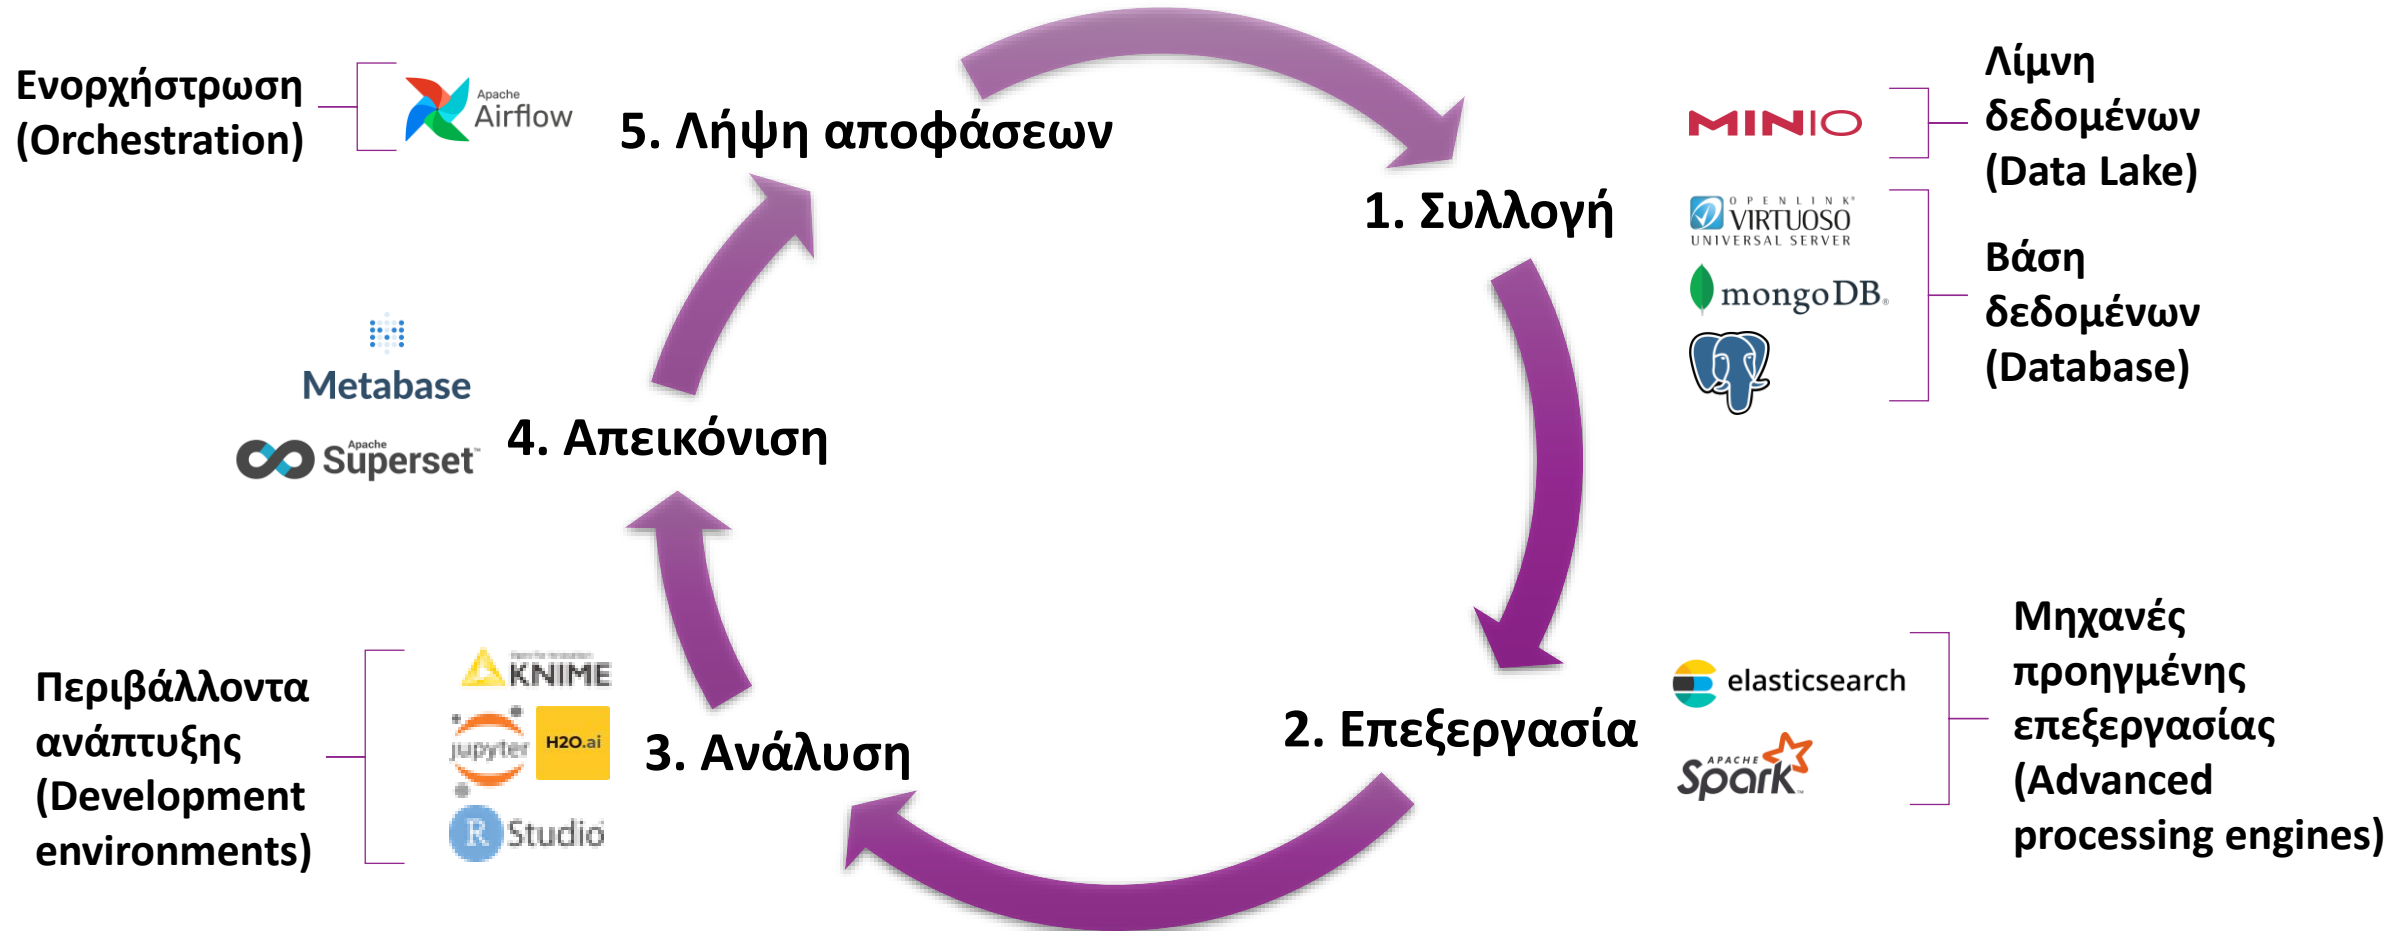 Ενορχήστρωση
(Orchestration)
Apache
Airflow
5. Λήψη αποφάσεων
MINIO
Λίμνη
δεδομένων
(Data Lake)
1. Συλλογή
OPENLINK®
VIRTUOSO
UNIVERSAL SERVER
mongoDB®
Βάση
δεδομένων
(Database)
Metabase
Apache
Superset™
4. Απεικόνιση
Περιβάλλοντα
ανάπτυξης
(Development
environments)
KNIME
jupyter
H2O.ai
R Studio
3. Ανάλυση
2. Επεξεργασία
elasticsearch
APACHE
Spark™
Μηχανές
προηγμένης
επεξεργασίας
(Advanced
processing engines)